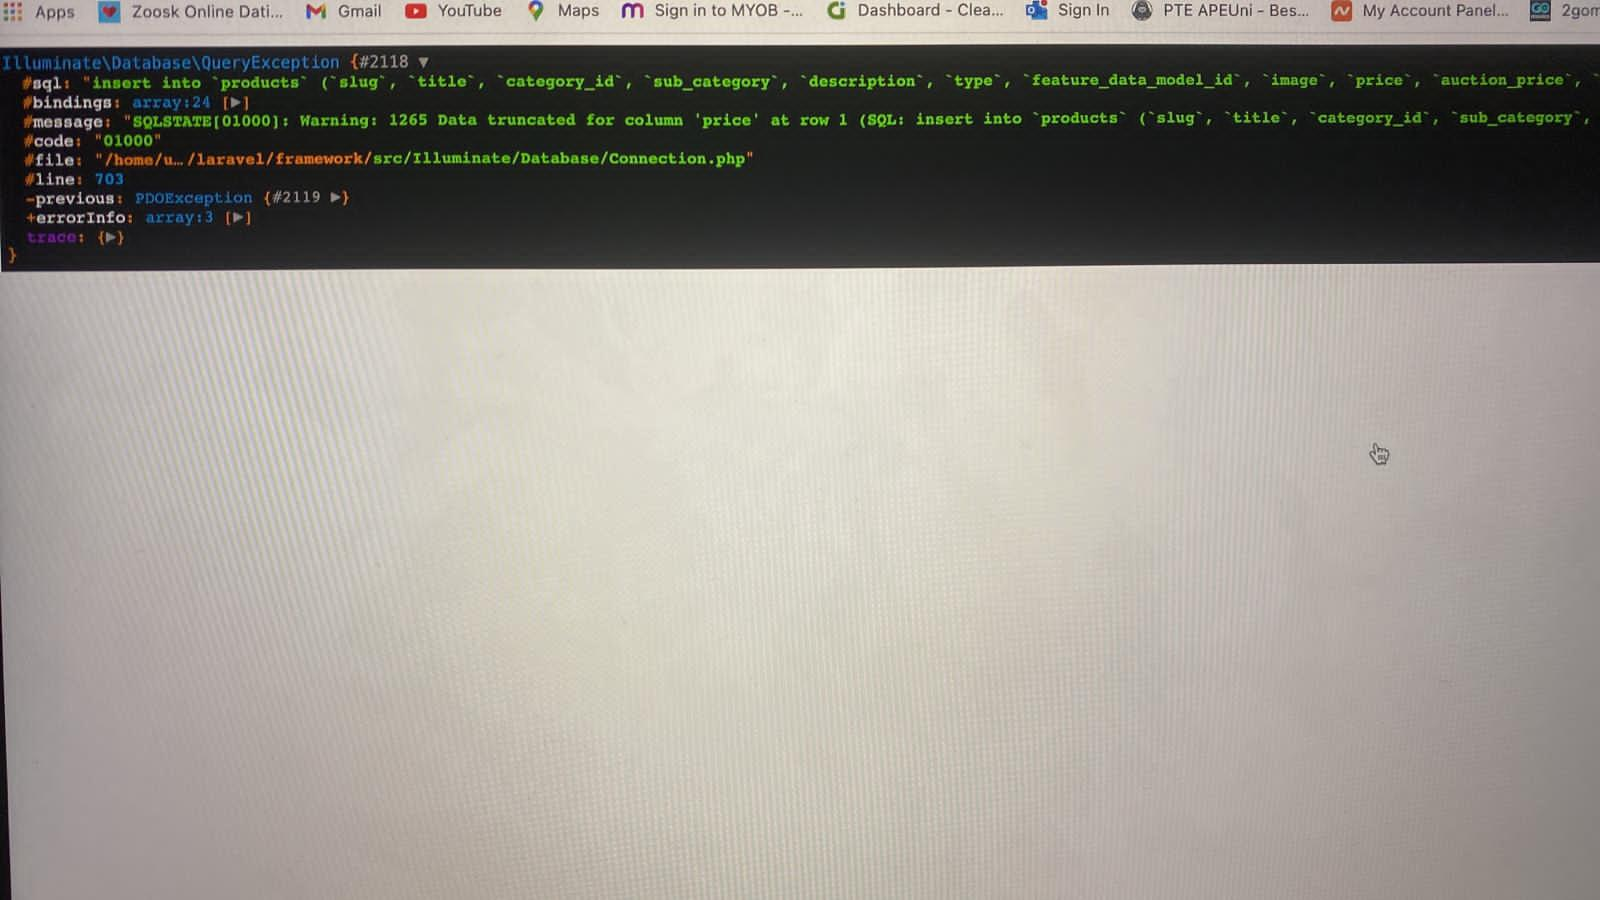 Apps Zoosk Online Dati... Gmail YouTube Maps Sign in to MYOB -... Dashboard - Clea... Sign In PTE APEUni - Bes... My Account Panel... 2gom
Illuminate\Database\QueryException {#2118 ▼
#sql: "insert into `products` (`slug`, `title`, `category_id`, `sub_category`, `description`, `type`, `feature_data_model_id`, `image`, `price`, `auction_price`, `
#bindings: array:24 [▶]
#message: "SQLSTATE[01000]: Warning: 1265 Data truncated for column 'price' at row 1 (SQL: insert into `products` (`slug`, `title`, `category_id`, `sub_category`,
#code: "01000"
#file: "/home/u…/laravel/framework/src/Illuminate/Database/Connection.php"
#line: 703
-previous: PDOException {#2119 ▶}
+errorInfo: array:3 [▶]
trace: {▶}
}